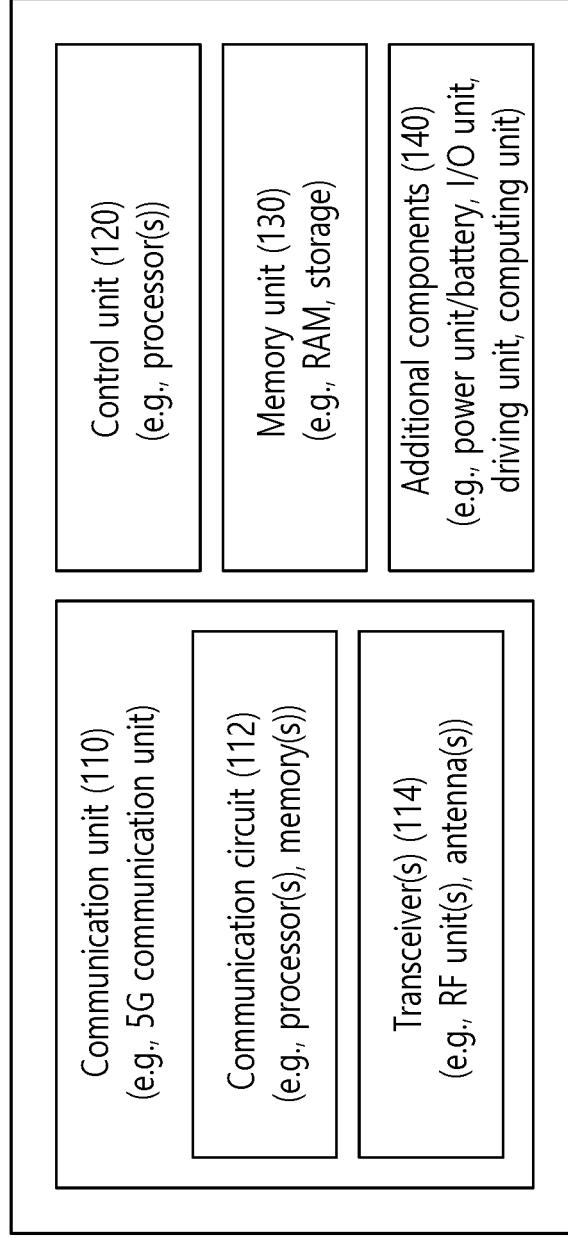 Communication unit (110)
(e.g., 5G communication unit)
Communication circuit (112)
(e.g., processor(s), memory(s))
Transceiver(s) (114)
(e.g., RF unit(s), antenna(s))
Control unit (120)
(e.g., processor(s))
Memory unit (130)
(e.g., RAM, storage)
Additional components (140)
(e.g., power unit/battery, I/O unit,
driving unit, computing unit)